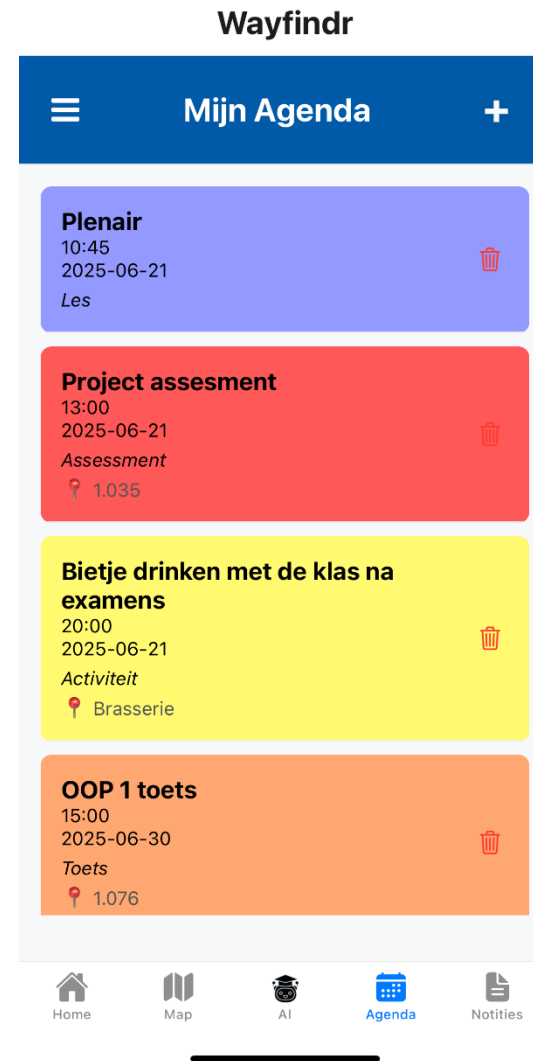 Wayfindr
Mijn Agenda
Plenair
10:45
2025-06-21
Les
Project assesment
13:00
2025-06-21
Assessment
1.035
Bietje drinken met de klas na
examens
20:00
2025-06-21
Activiteit
Brasserie
OOP 1 toets
15:00
2025-06-30
Toets
1.076
Home
Map
AI
Agenda
Notities